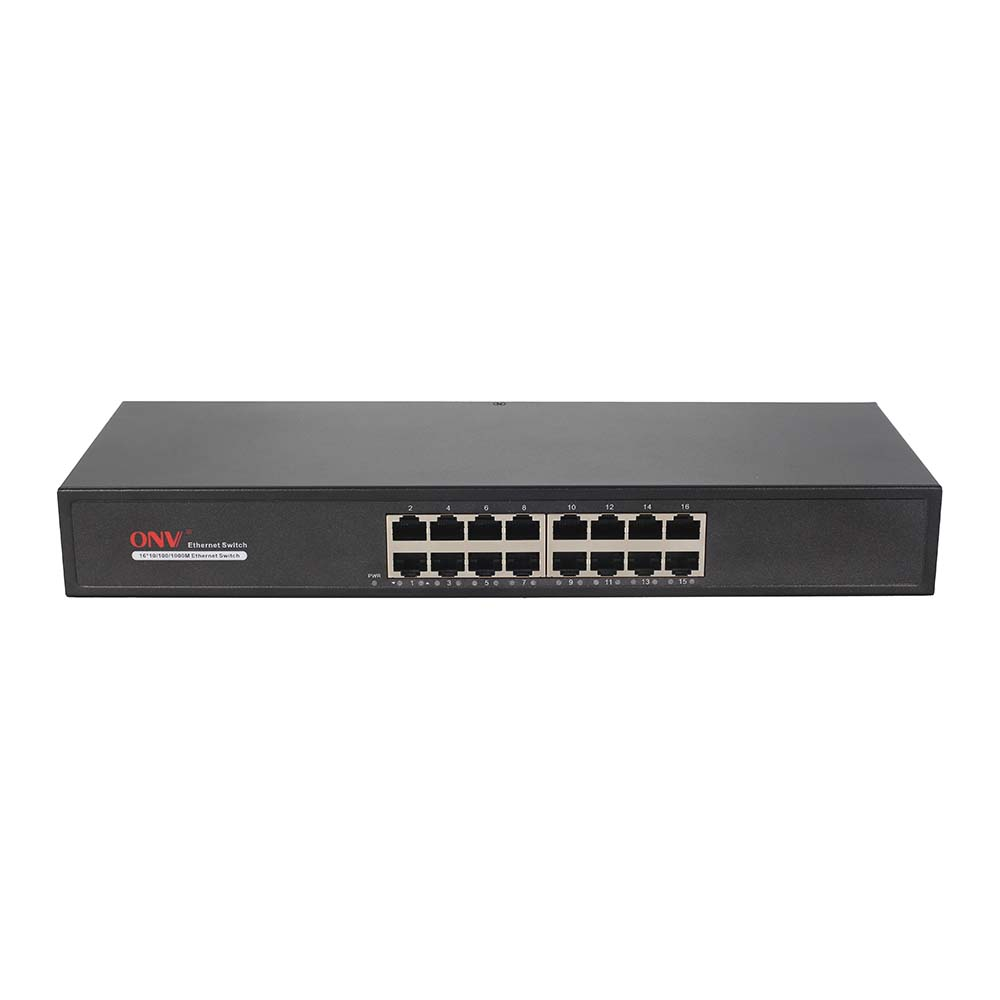 ONV Ethernet Switch
16*10/100/1000M Ethernet Switch
2 4 6 8 10 12 14 16
PWR
1 3 5 7 9 11 13 15